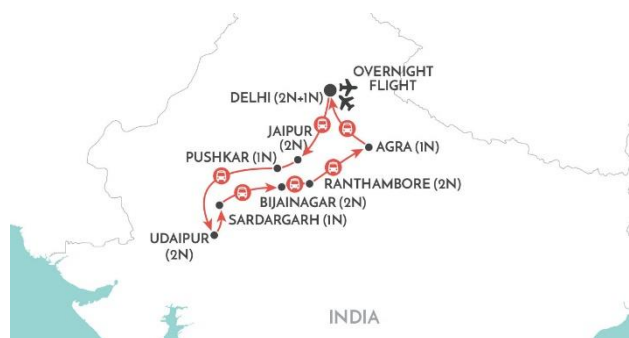 OVERNIGHT
FLIGHT
DELHI (2N+1N)
JAIPUR
(2N)
PUSHKAR (1N)
AGRA (1N)
RANTHAMBORE (2N)
BIJAINAGAR (2N)
SARDARGARH (1N)
UDAIPUR
(2N)
INDIA